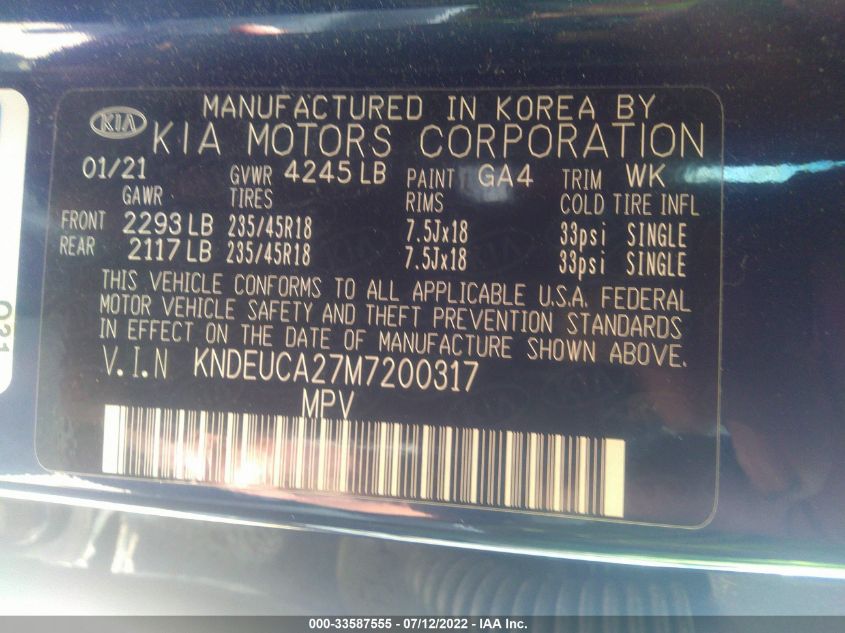 MANUFACTURED IN KOREA BY
KIA KIA MOTORS CORPORATION
01/21 GVWR 4245 LB PAINT GA4 TRIM WK
GAWR TIRES RIMS COLD TIRE INFL
FRONT 2293 LB 235/45R18 7.5Jx18 33psi SINGLE
REAR 2117 LB 235/45R18 7.5Jx18 33psi SINGLE
THIS VEHICLE CONFORMS TO ALL APPLICABLE U.S.A. FEDERAL
MOTOR VEHICLE SAFETY AND THEFT PREVENTION STANDARDS
IN EFFECT ON THE DATE OF MANUFACTURE SHOWN ABOVE.
V.I.N KNDEUCA27M7200317
MPV
000-33587555 - 07/12/2022 - IAA Inc.